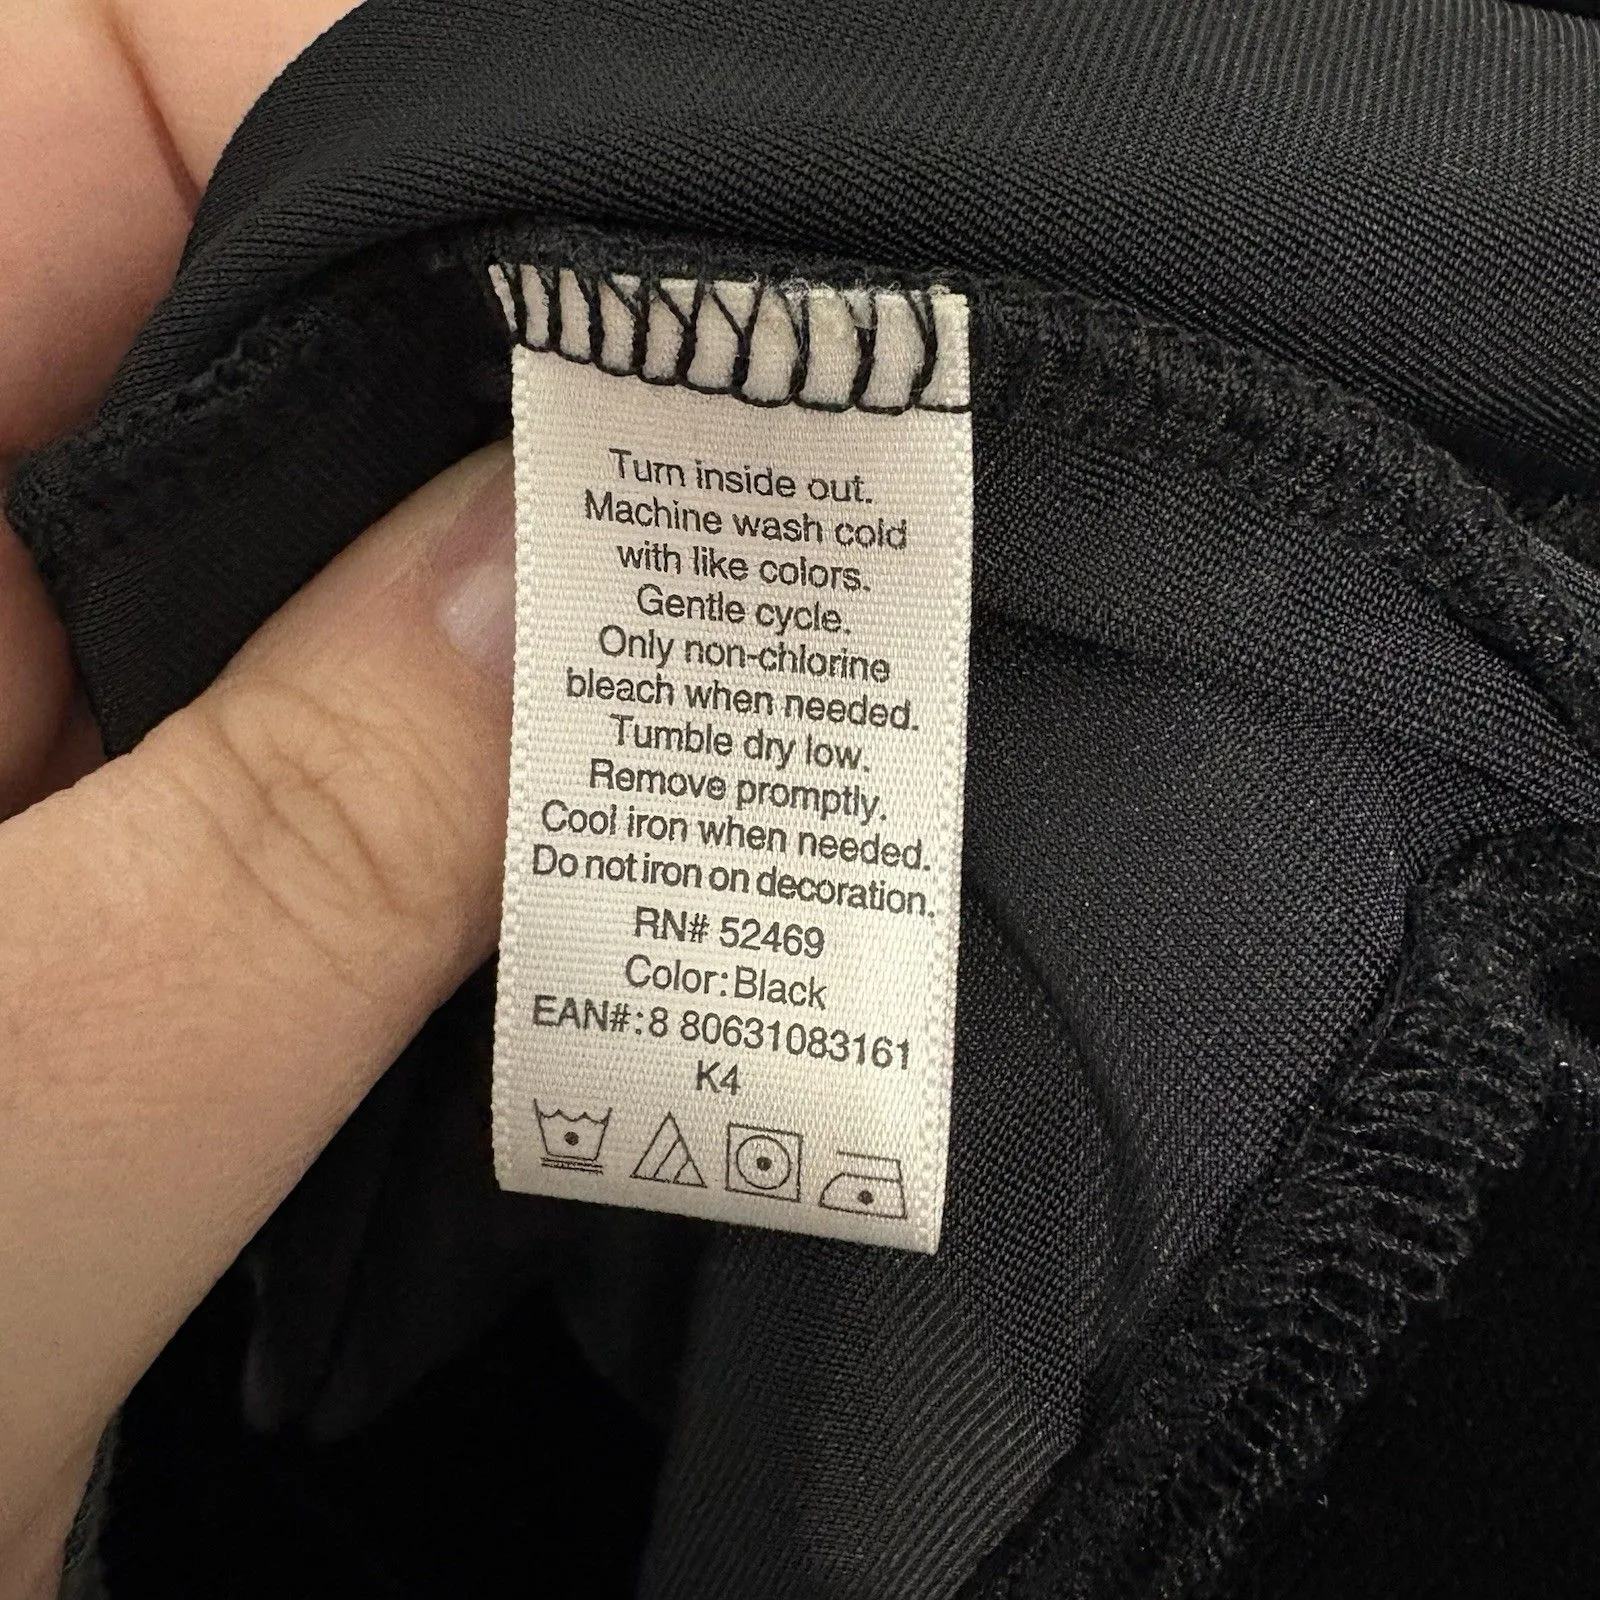 Turn inside out.
Machine wash cold
with like colors.
Gentle cycle.
Only non-chlorine
bleach when needed.
Tumble dry low.
Remove promptly.
Cool iron when needed.
Do not iron on decoration.
RN# 52469
Color:Black
EAN#:8 80631083161
K4